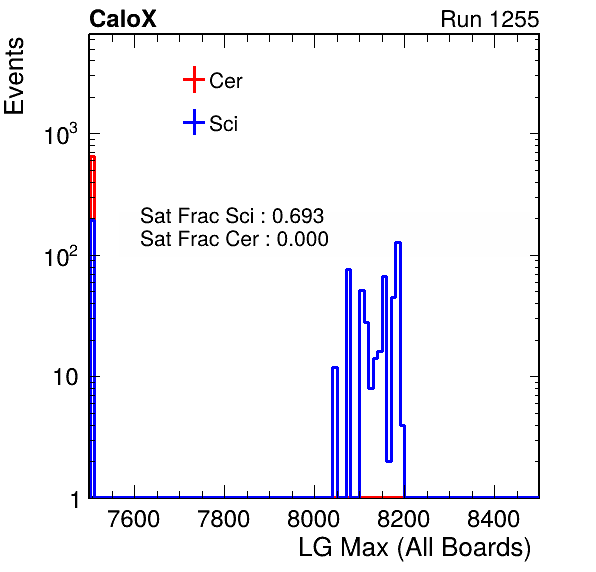 CaloX Run 1255
Events
Cer
Sci
Sat Frac Sci : 0.693
Sat Frac Cer : 0.000
10³
10²
10
1
7600 7800 8000 8200 8400
LG Max (All Boards)